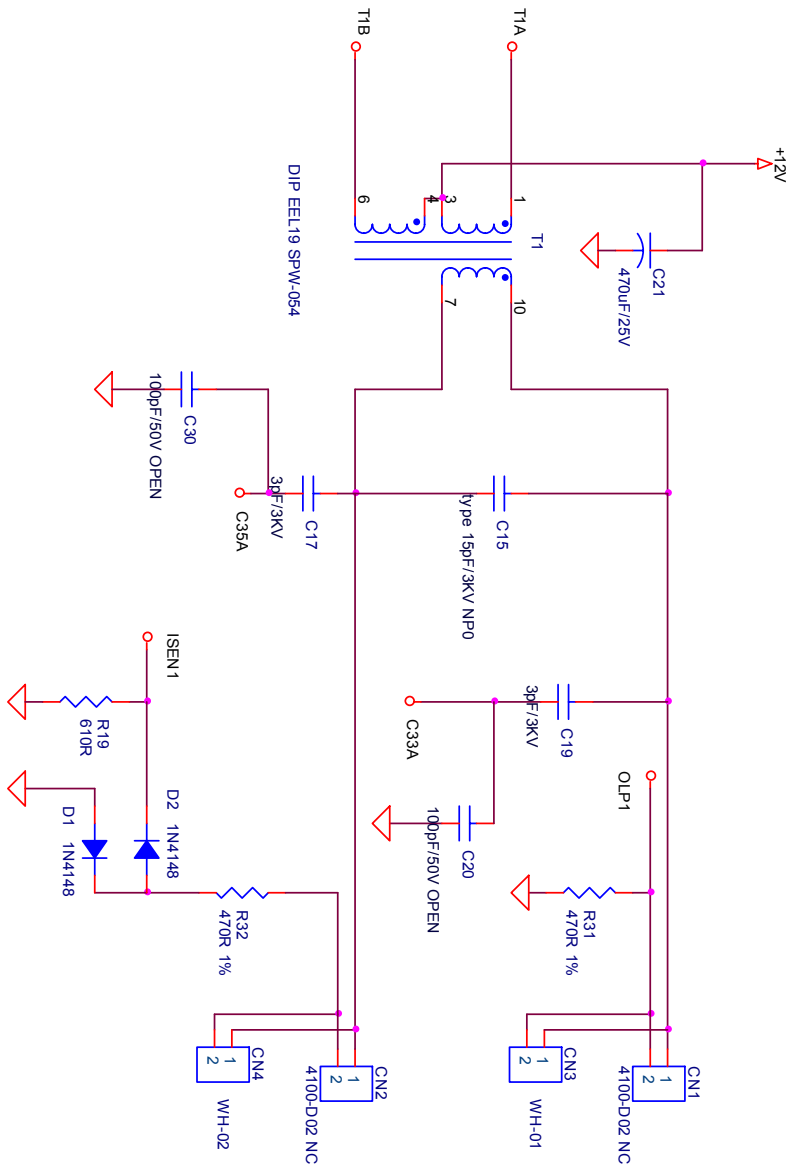 T1B
T1A
+12V
DIP EEL19 SPW-054
6
4
3
1
T1
7
10
C21
470uF/25V
C30
100pF/50V OPEN
C17
3pF/3KV
C35A
C15
type 15pF/3KV NP0
ISEN1
R19
610R
C19
3pF/3KV
C33A
C20
100pF/50V OPEN
OLP1
D2 1N4148
D1 1N4148
R32
470R 1%
R31
470R 1%
CN4
1
2
WH-02
CN2
1
2
4100-D02 NC
CN3
1
2
WH-01
CN1
1
2
4100-D02 NC